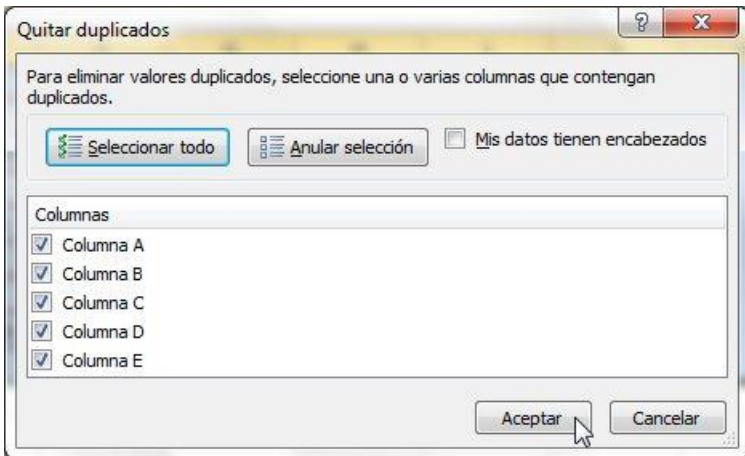 Quitar duplicados
Para eliminar valores duplicados, seleccione una o varias columnas que contengan
duplicados.
Seleccionar todo
Anular selección
Mis datos tienen encabezados
Columnas
Columna A
Columna B
Columna C
Columna D
Columna E
Aceptar
Cancelar